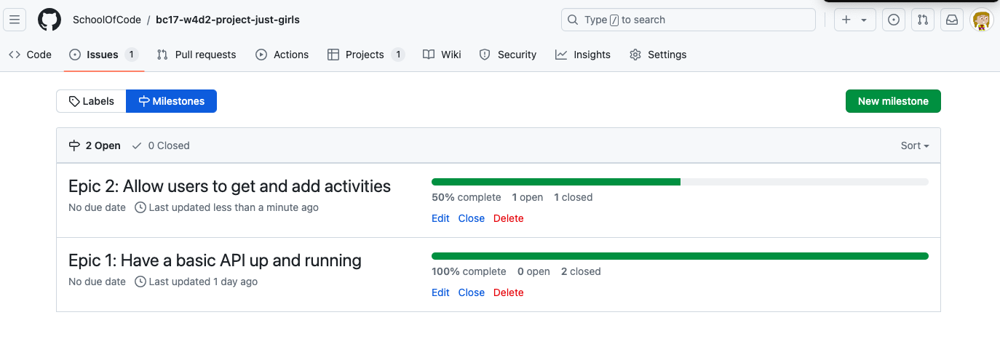 SchoolOfCode / bc17-w4d2-project-just-girls
Type / to search
Code Issues 1 Pull requests Actions Projects 1 Wiki Security Insights Settings
Labels Milestones New milestone
2 Open 0 Closed Sort
Epic 2: Allow users to get and add activities
No due date Last updated less than a minute ago
50% complete 1 open 1 closed
Edit Close Delete
Epic 1: Have a basic API up and running
No due date Last updated 1 day ago
100% complete 0 open 2 closed
Edit Close Delete